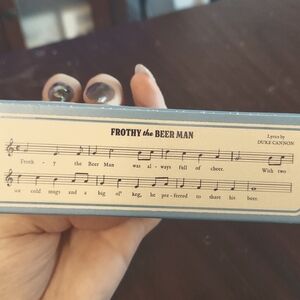 FROTHY the BEER MAN
Lyrics by
DUKE CANNON
Froth - y the Beer Man was al - ways full of cheer. With two
ice cold songs and a big ol' keg, he pre - ferred to share his beer.